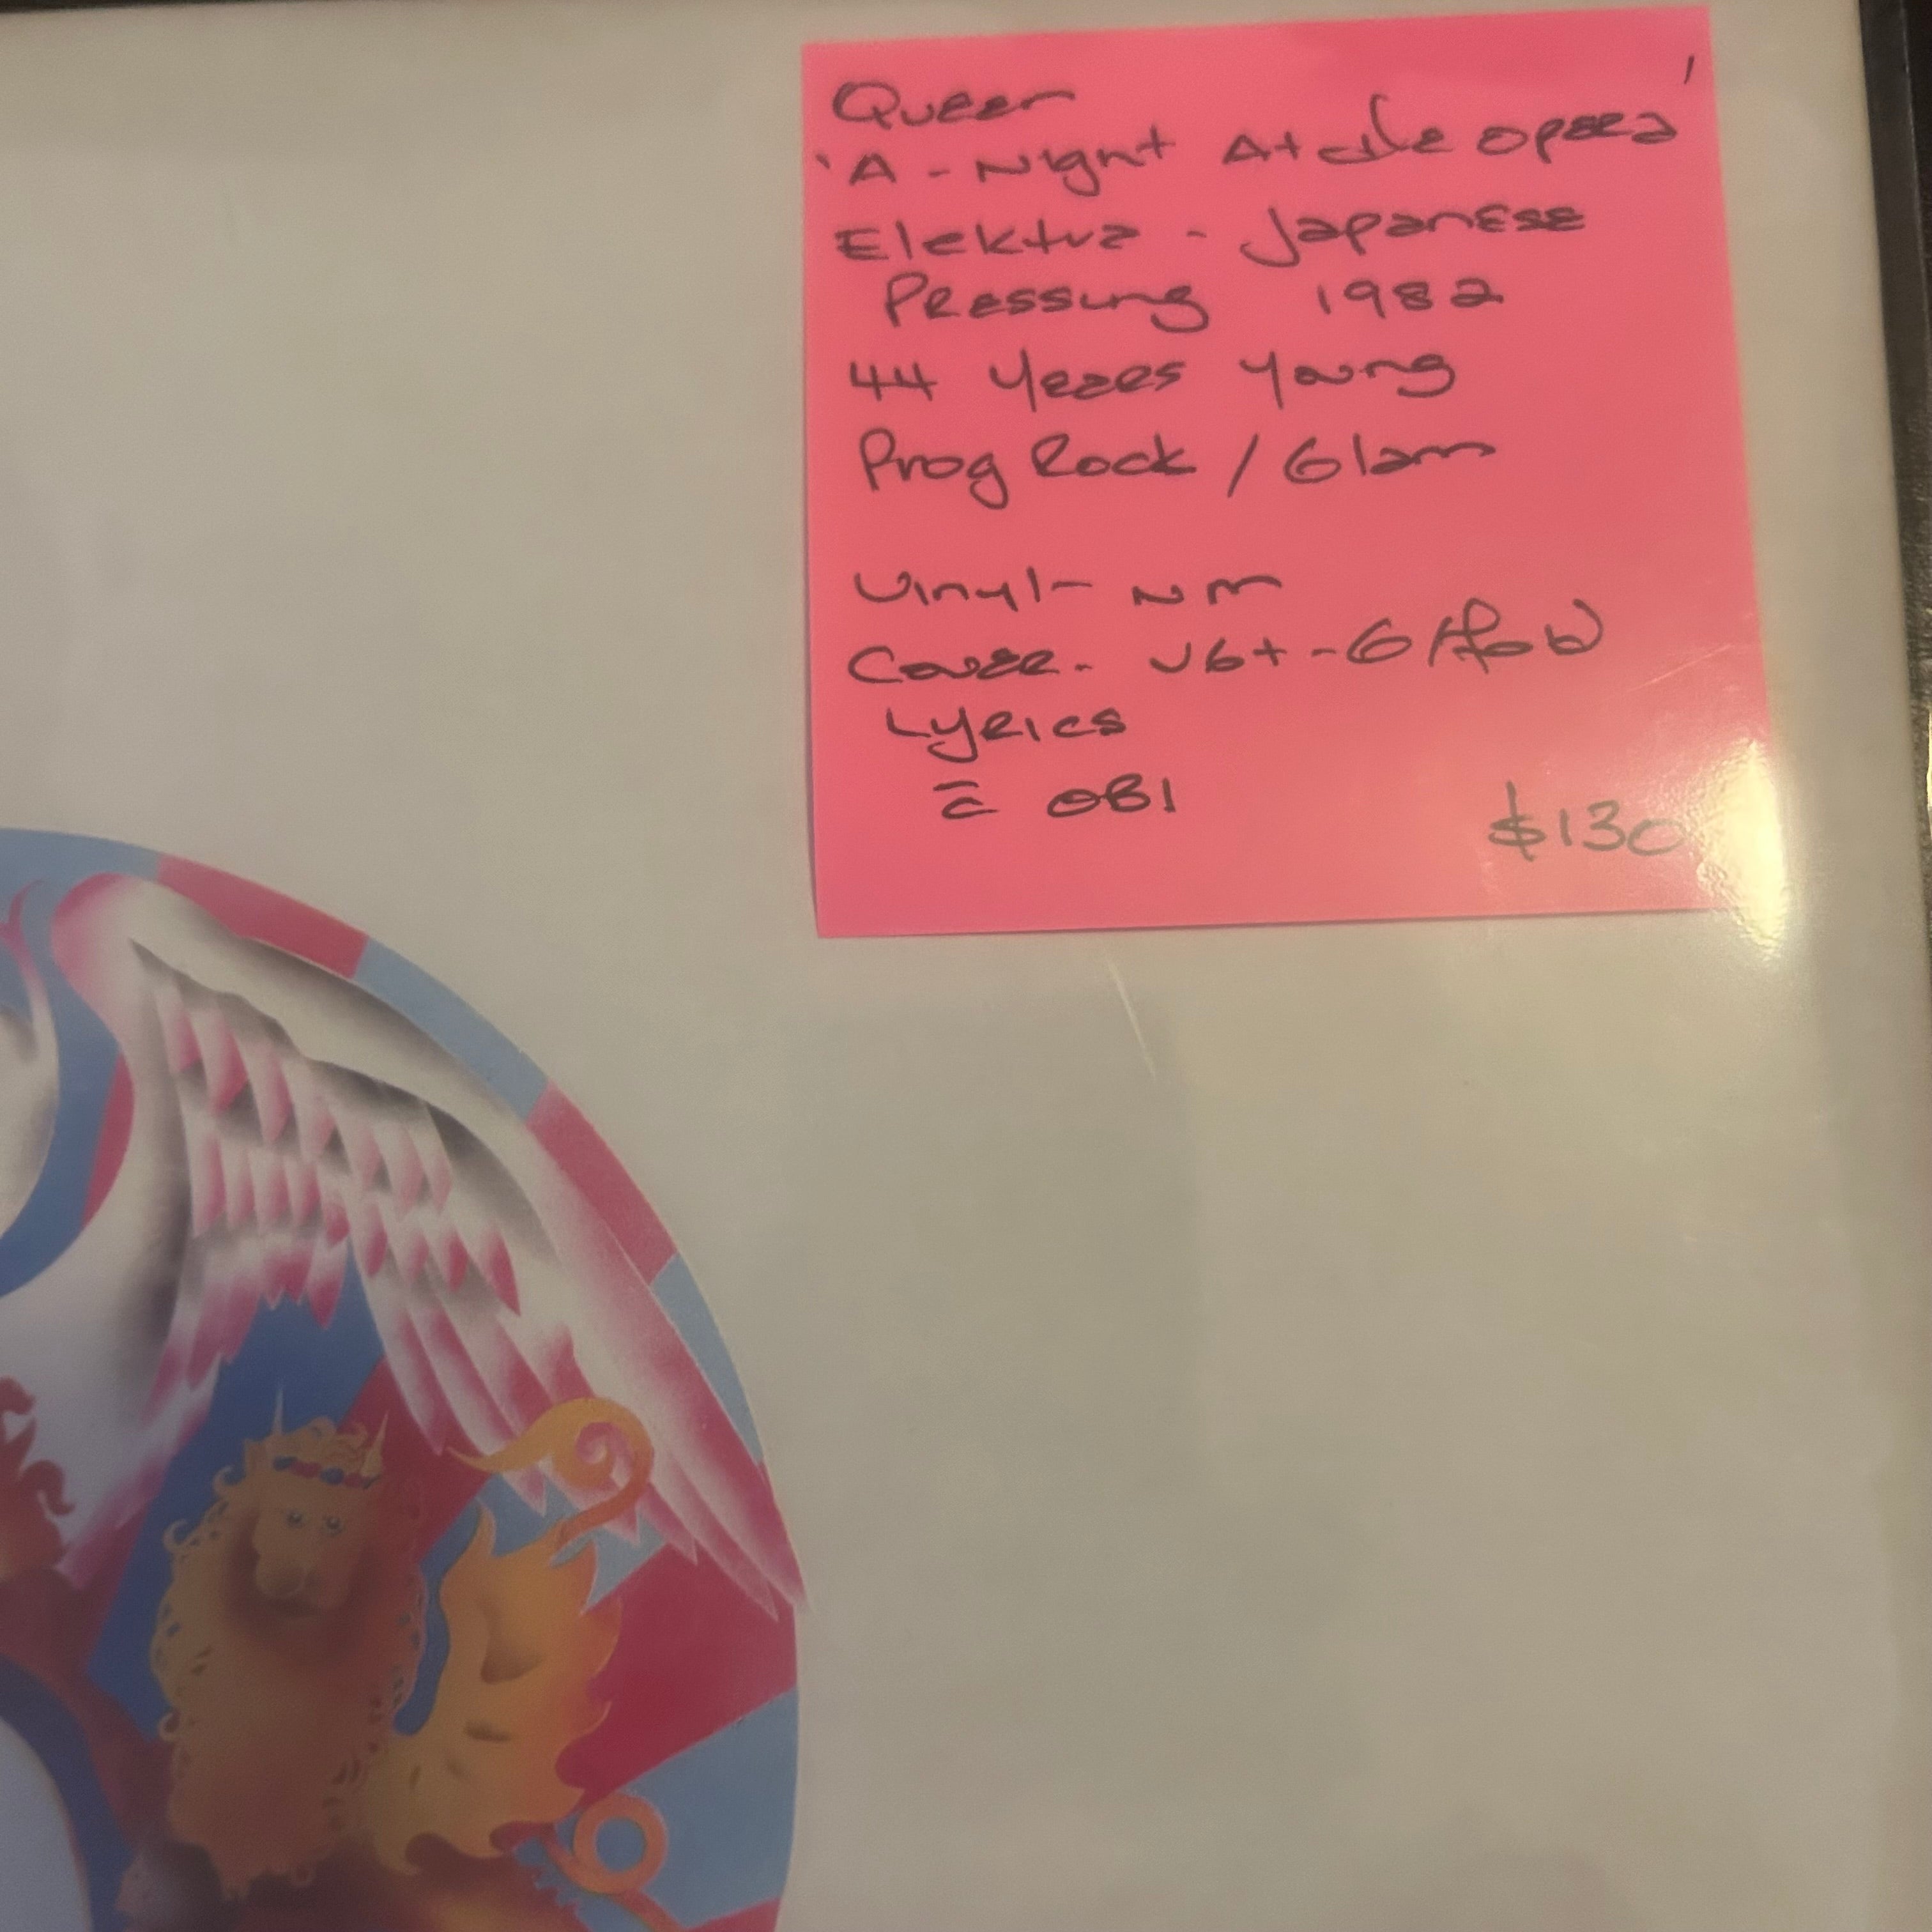 Queen
'A - Night At the Opera'
Elektra - Japanese
Pressing 1982
44 Years Young
Prog Rock / Glam
Vinyl - NM
Cover - VG+ - G/Fold
Lyrics
c̄ OBI
$130